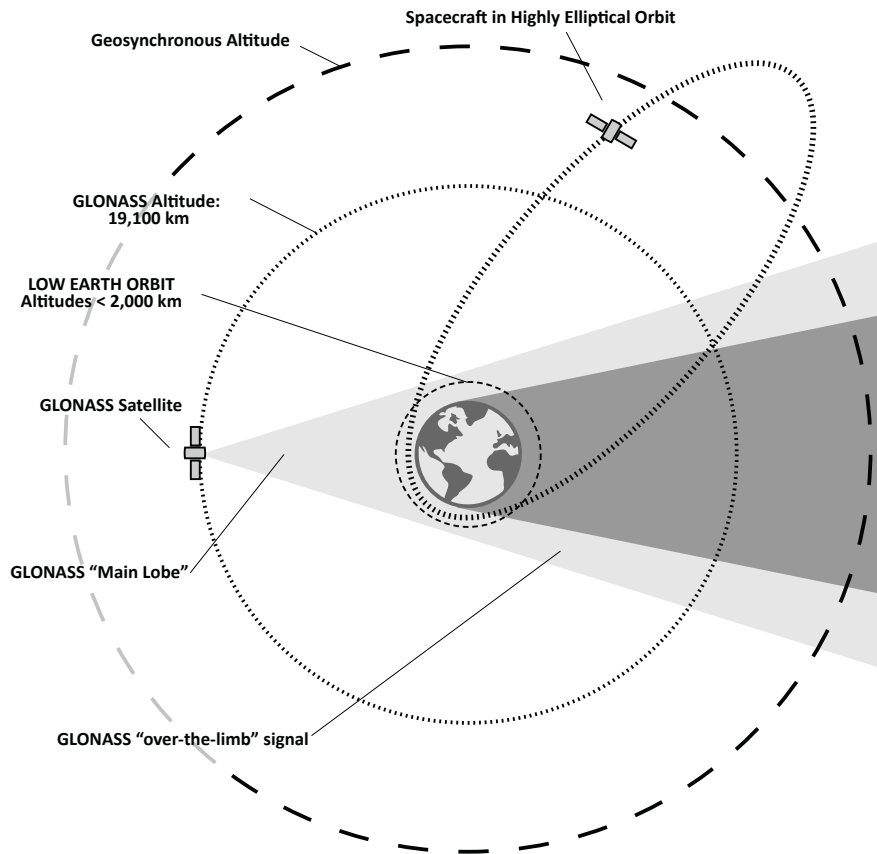 Spacecraft in Highly Elliptical Orbit
Geosynchronous Altitude
GLONASS Altitude:
19,100 km
LOW EARTH ORBIT
Altitudes < 2,000 km
GLONASS Satellite
GLONASS “Main Lobe”
GLONASS “over-the-limb” signal